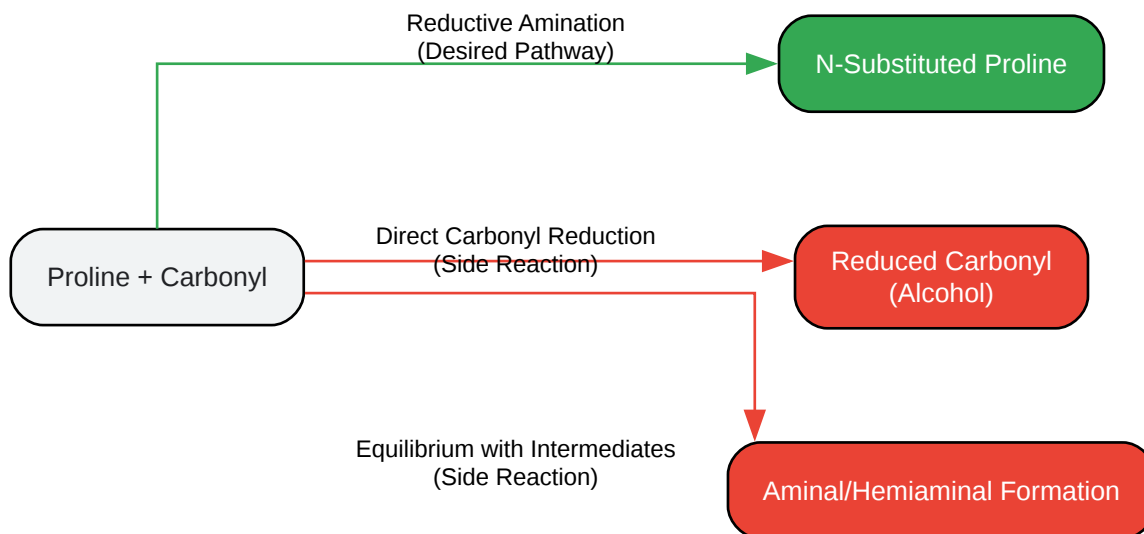 Reductive Amination
(Desired Pathway)
N-Substituted Proline
Proline + Carbonyl
Direct Carbonyl Reduction
(Side Reaction)
Reduced Carbonyl
(Alcohol)
Equilibrium with Intermediates
(Side Reaction)
Aminal/Hemiaminal Formation